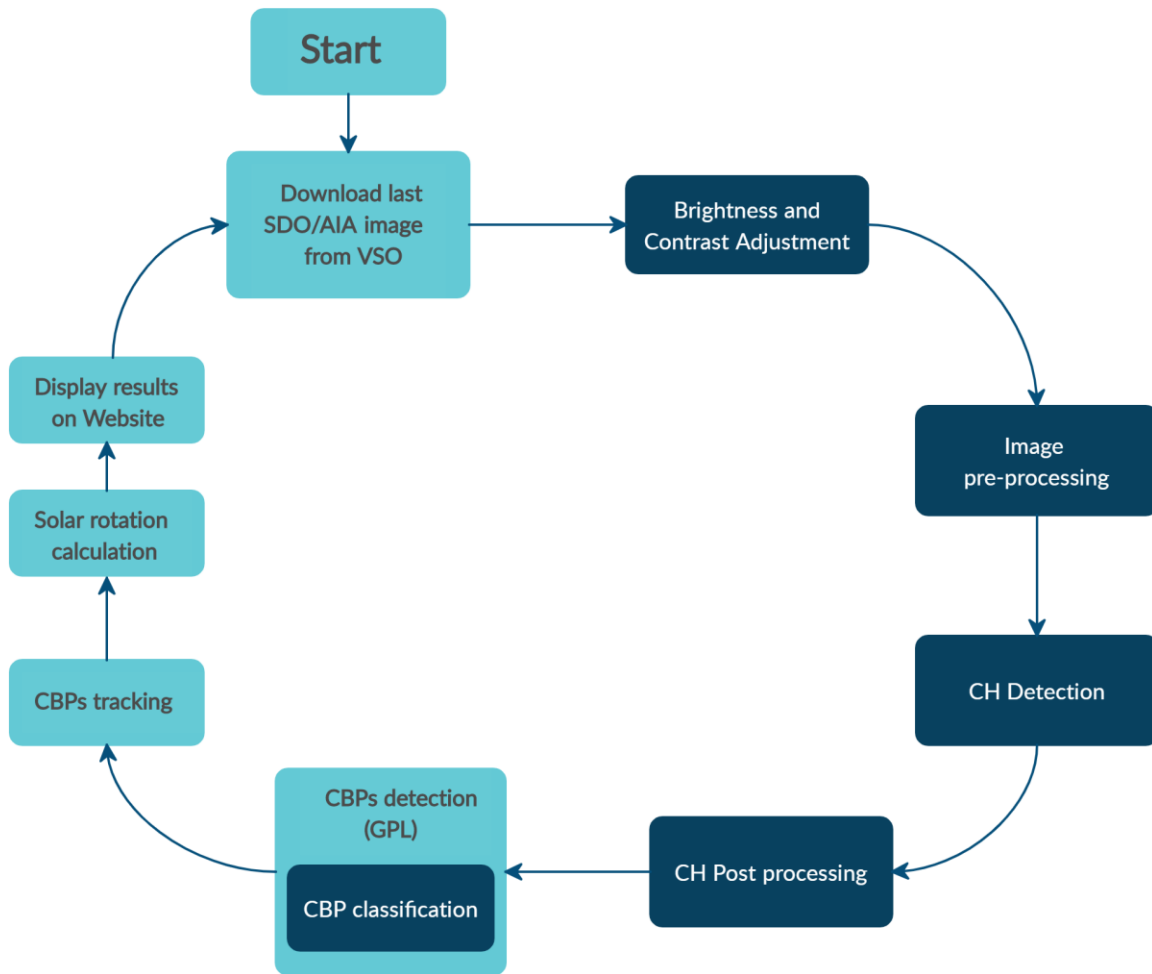 Start
Download last
SDO/AIA image
from VSO
Brightness and
Contrast Adjustment
Image
pre-processing
CH Detection
CH Post processing
CBPs detection
(GPL)
CBP classification
CBPs tracking
Solar rotation
calculation
Display results
on Website